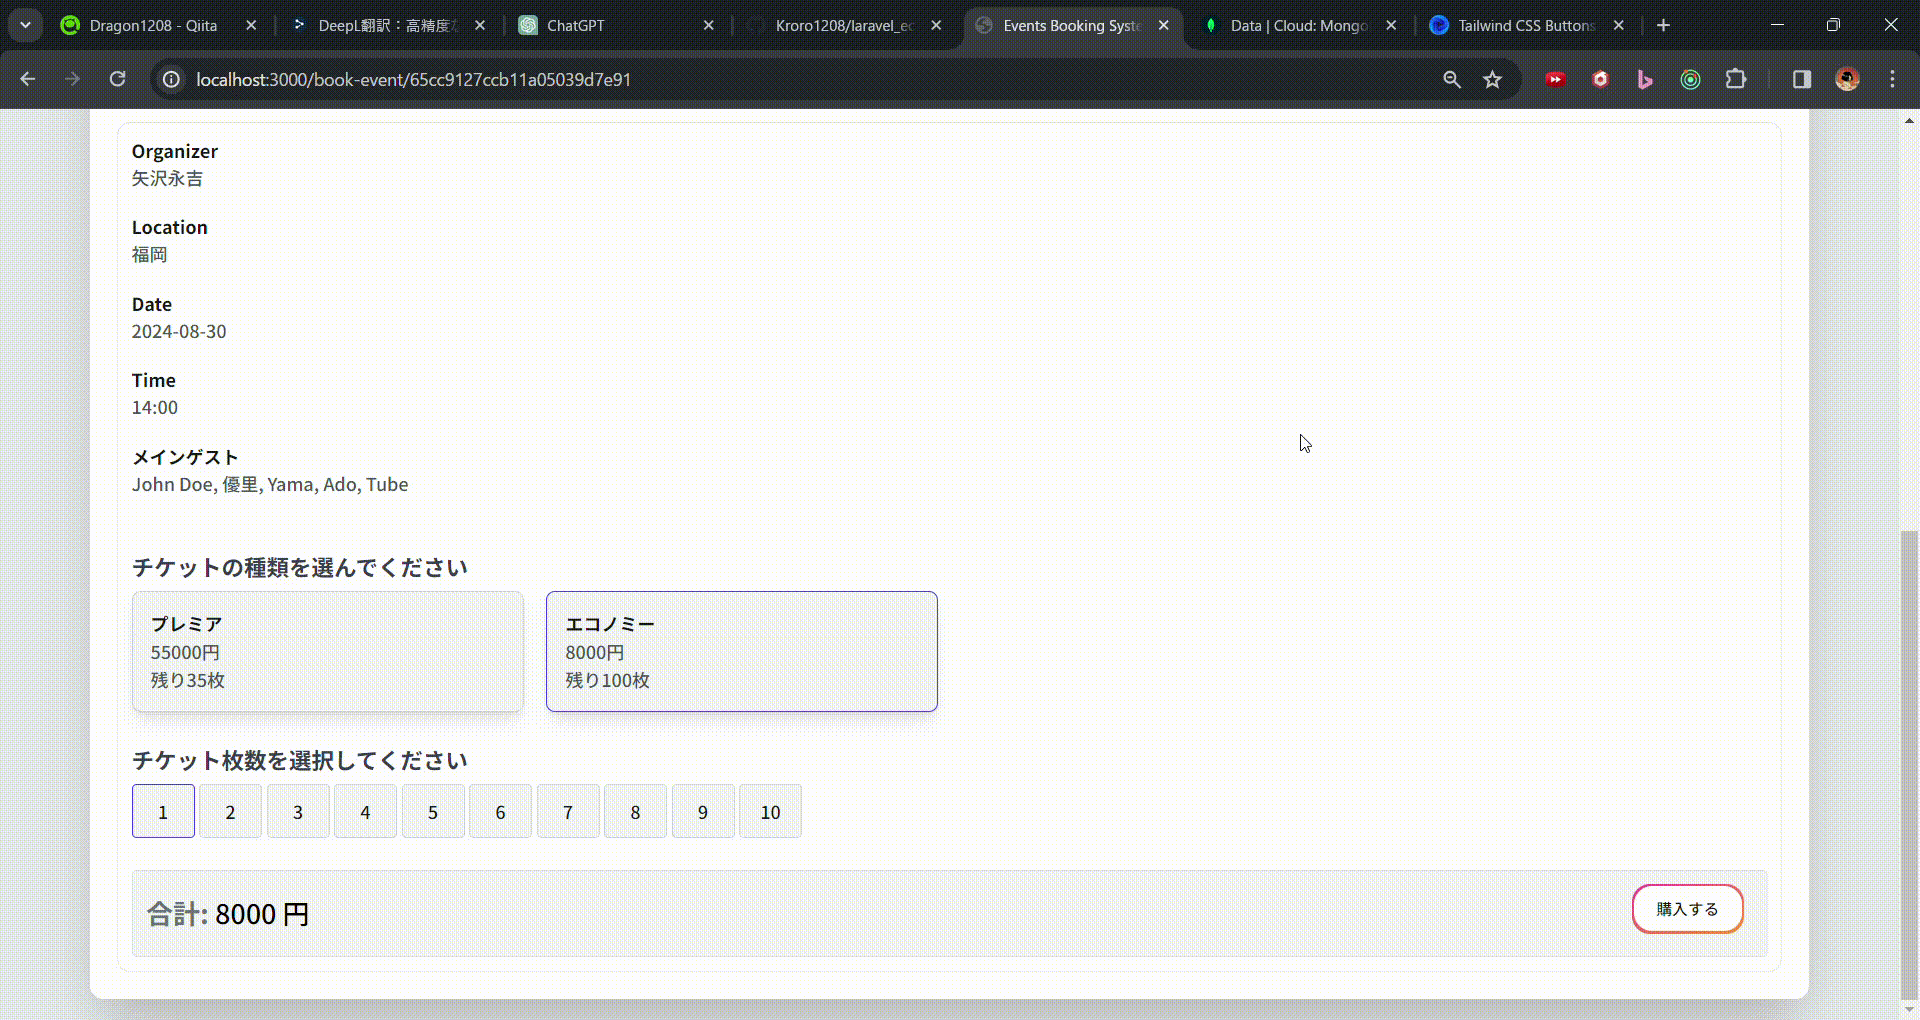 Dragon1208 - Qiita
DeepL翻訳：高精度な
ChatGPT
Kroro1208/laravel_ec
Events Booking Syste
Data | Cloud: Mongo
Tailwind CSS Buttons
localhost:3000/book-event/65cc9127ccb11a05039d7e91
Organizer
矢沢永吉
Location
福岡
Date
2024-08-30
Time
14:00
メインゲスト
John Doe, 優里, Yama, Ado, Tube
チケットの種類を選んでください
プレミア
55000円
残り35枚
エコノミー
8000円
残り100枚
チケット枚数を選択してください
1 2 3 4 5 6 7 8 9 10
合計: 8000 円
購入する